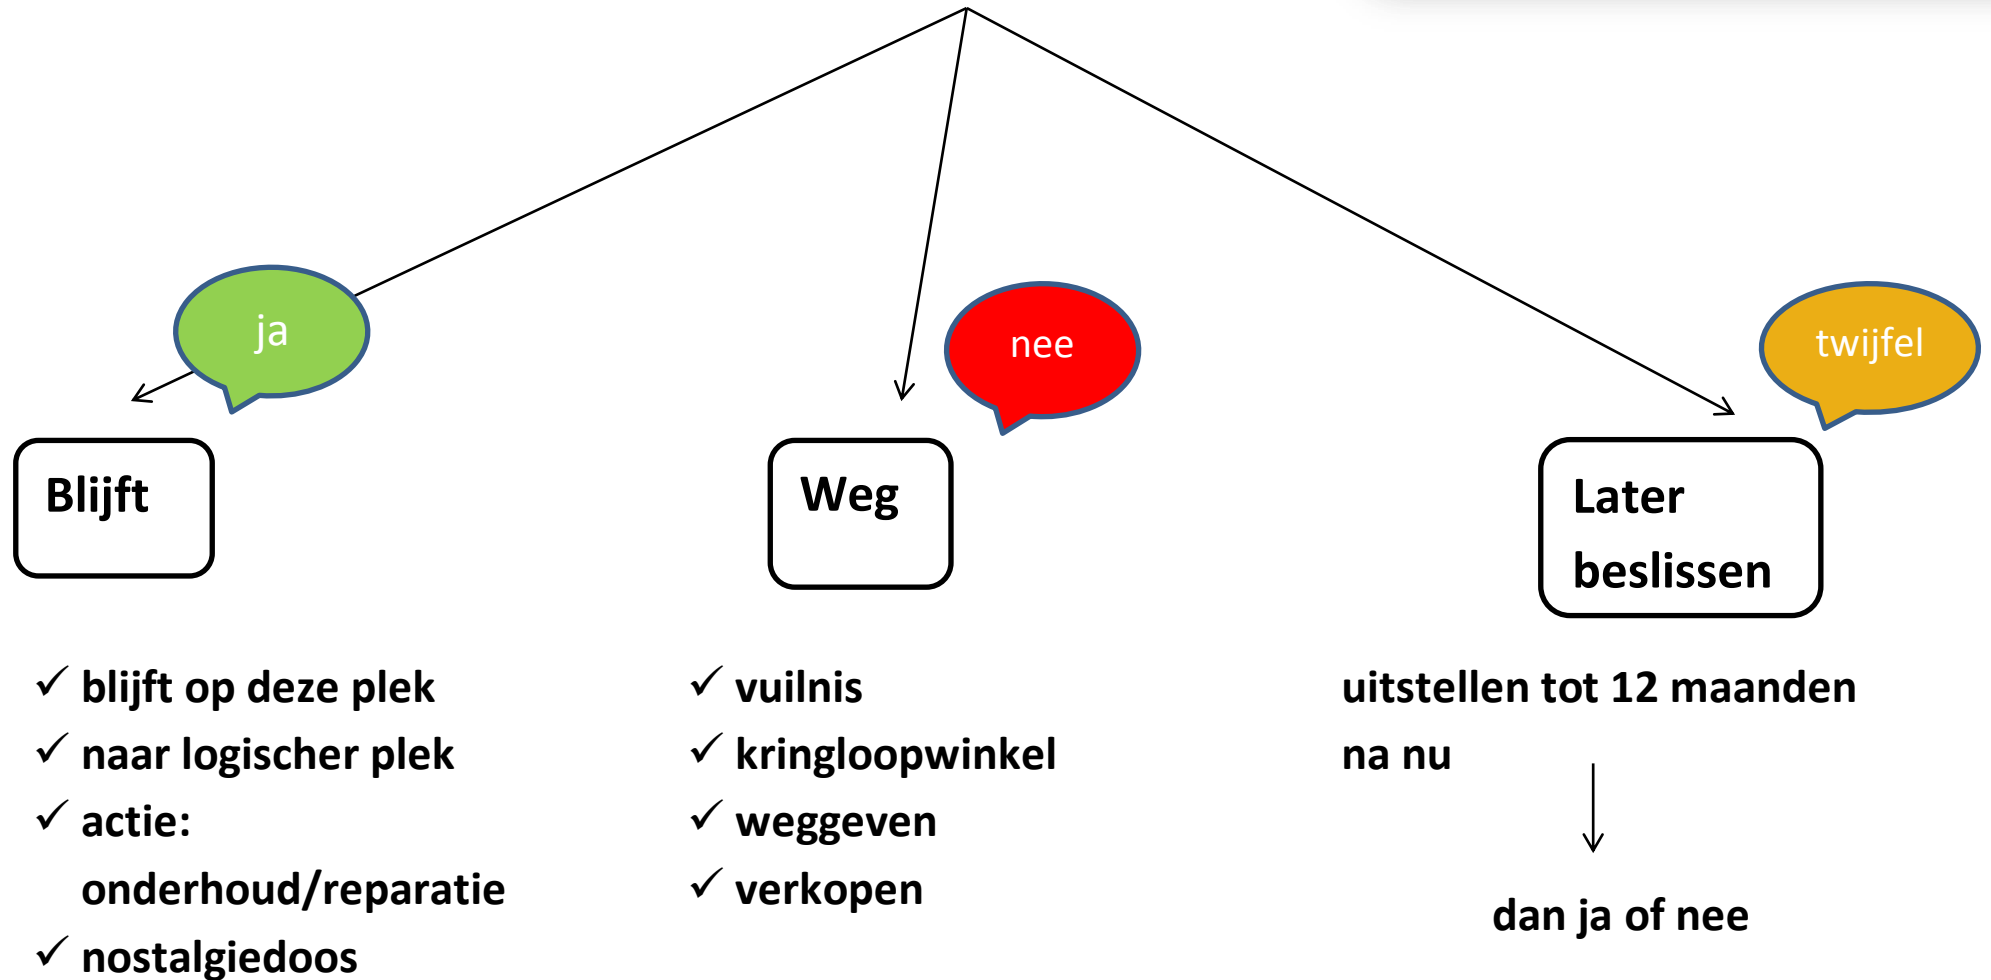 ja
nee
twijfel
Blijft
Weg
Later
beslissen
✓ blijft op deze plek
✓ naar logischer plek
✓ actie:
onderhoud/reparatie
✓ nostalgiedoos
✓ vuilnis
✓ kringloopwinkel
✓ weggeven
✓ verkopen
uitstellen tot 12 maanden
na nu
dan ja of nee